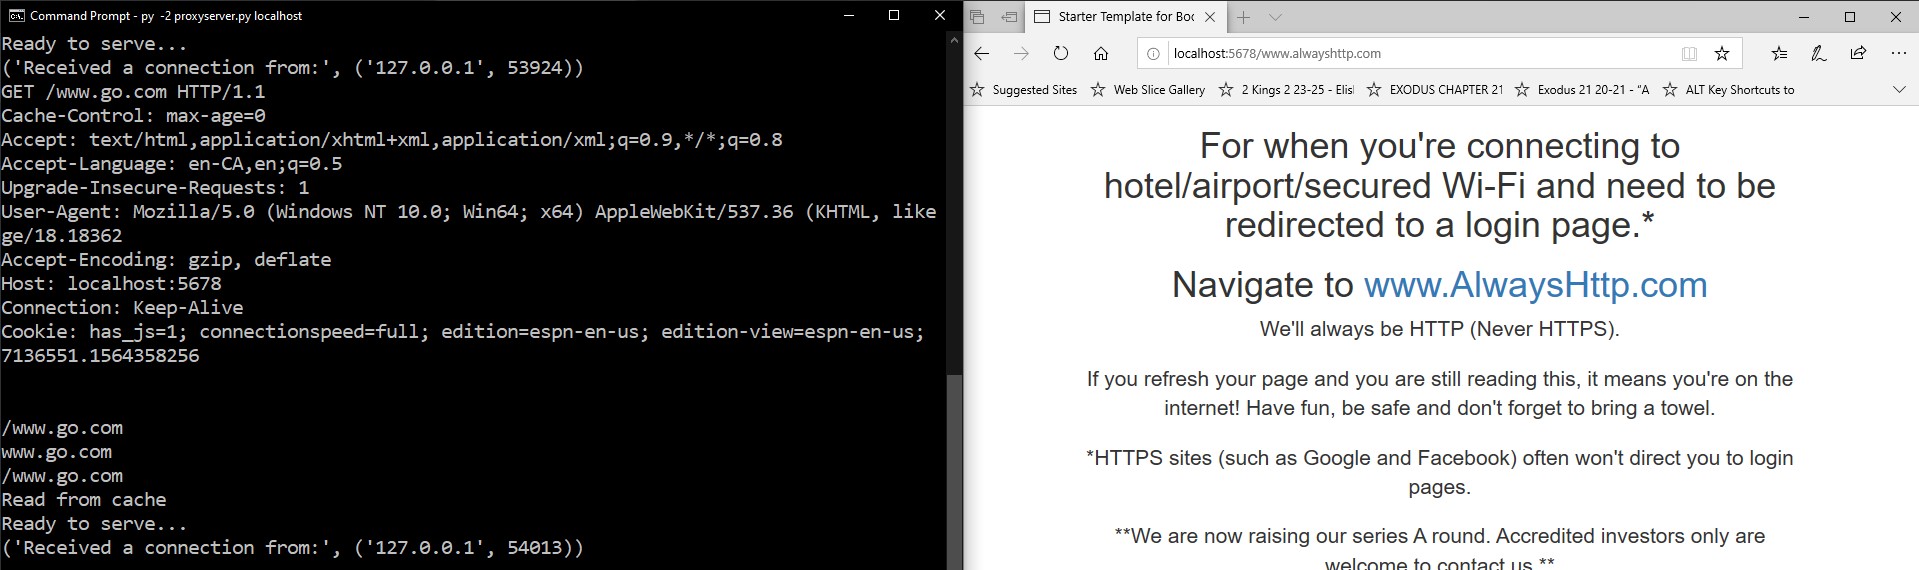 Command Prompt - py -2 proxyserver.py localhost
Ready to serve...
('Received a connection from:', ('127.0.0.1', 53924))
GET /www.go.com HTTP/1.1
Cache-Control: max-age=0
Accept: text/html,application/xhtml+xml,application/xml;q=0.9,*/*;q=0.8
Accept-Language: en-CA,en;q=0.5
Upgrade-Insecure-Requests: 1
User-Agent: Mozilla/5.0 (Windows NT 10.0; Win64; x64) AppleWebKit/537.36 (KHTML, like
ge/18.18362
Accept-Encoding: gzip, deflate
Host: localhost:5678
Connection: Keep-Alive
Cookie: has_js=1; connectionspeed=full; edition=espn-en-us; edition-view=espn-en-us;
7136551.1564358256
/www.go.com
www.go.com
/www.go.com
Read from cache
Ready to serve...
('Received a connection from:', ('127.0.0.1', 54013))
Starter Template for Boo
localhost:5678/www.alwayshttp.com
Suggested Sites Web Slice Gallery 2 Kings 2 23-25 - Elish EXODUS CHAPTER 21 Exodus 21 20-21 - "A ALT Key Shortcuts to
For when you're connecting to
hotel/airport/secured Wi-Fi and need to be
redirected to a login page.*
Navigate to www.AlwaysHttp.com
We'll always be HTTP (Never HTTPS).
If you refresh your page and you are still reading this, it means you're on the
internet! Have fun, be safe and don't forget to bring a towel.
*HTTPS sites (such as Google and Facebook) often won't direct you to login
pages.
**We are now raising our series A round. Accredited investors only are
welcome to contact us.**